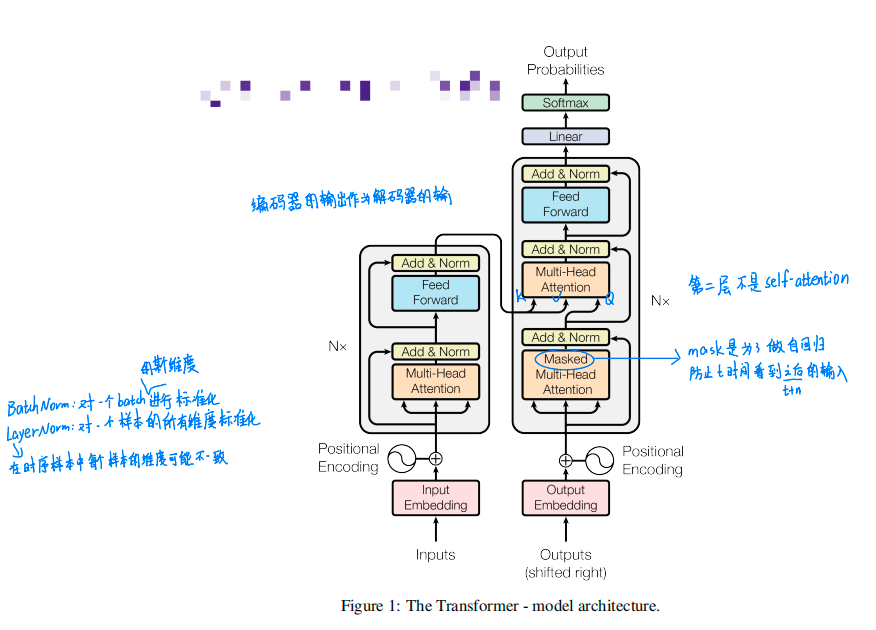 Output
Probabilities
Softmax
Linear
Add & Norm
Feed
Forward
编码器的输出作为解码器的输
Add & Norm
Multi-Head
Attention
K V Q
第二层不是self-attention
N×
Add & Norm
Feed
Forward
Add & Norm
Masked
Multi-Head
Attention
mask是为了做自回归
防止t时间看到之后的输入
t+n
N×
Add & Norm
Multi-Head
Attention
的某维度
BatchNorm:对一个batch进行标准化
LayerNorm:对一个样本的所有维度标准化
在时序样本中每个样本的维度可能不一致
Positional
Encoding
Positional
Encoding
Input
Embedding
Output
Embedding
Inputs
Outputs
(shifted right)
Figure 1: The Transformer - model architecture.